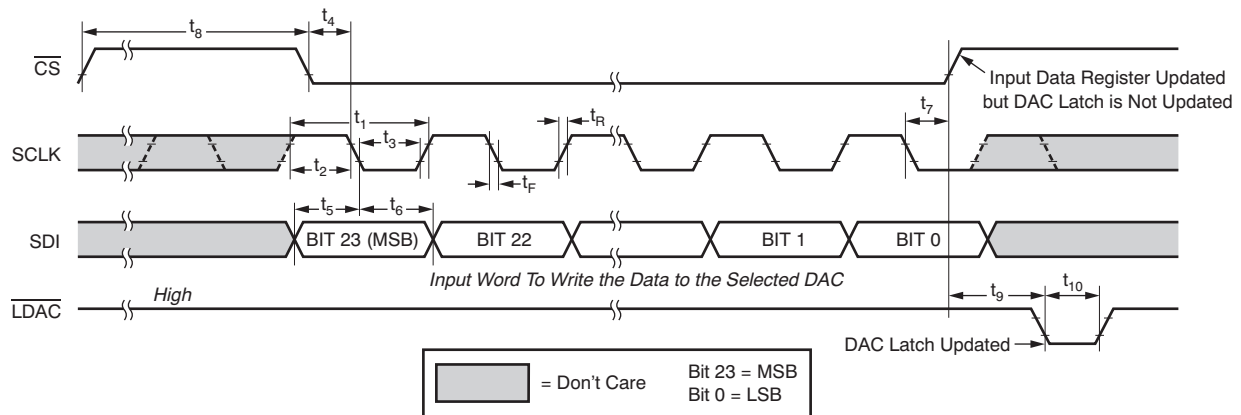 t8
t4
CS
Input Data Register Updated
but DAC Latch is Not Updated
t1
t7
tR
t3
SCLK
t2
tF
t5
t6
SDI
BIT 23 (MSB)
BIT 22
BIT 1
BIT 0
Input Word To Write the Data to the Selected DAC
High
t9
t10
LDAC
DAC Latch Updated
= Don't Care
Bit 23 = MSB
Bit 0 = LSB